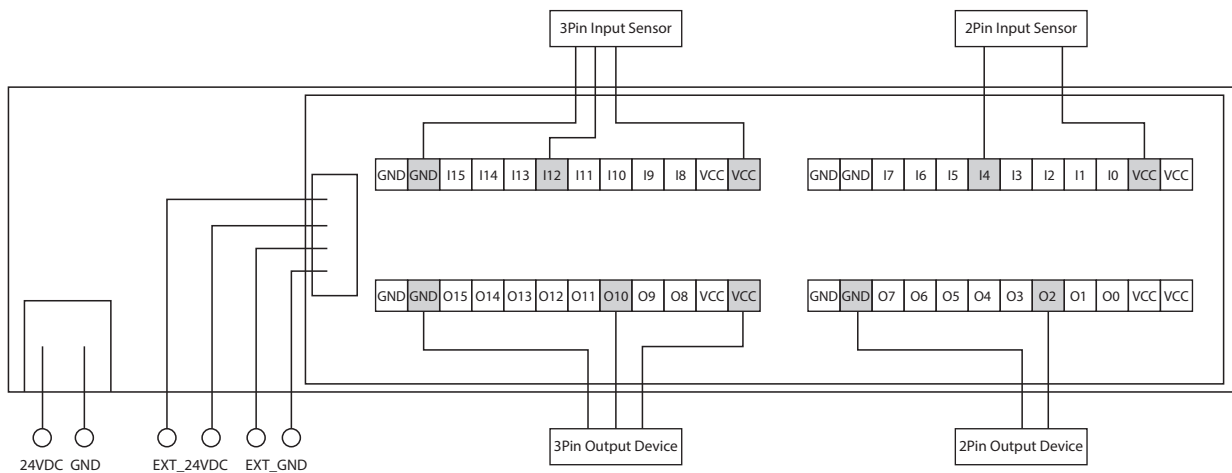 3Pin Input Sensor 2Pin Input Sensor
GND GND I15 I14 I13 I12 I11 I10 I9 I8 VCC VCC
GND GND I7 I6 I5 I4 I3 I2 I1 I0 VCC VCC
GND GND O15 O14 O13 O12 O11 O10 O9 O8 VCC VCC
GND GND O7 O6 O5 O4 O3 O2 O1 O0 VCC VCC
3Pin Output Device 2Pin Output Device
24VDC GND EXT_24VDC EXT_GND